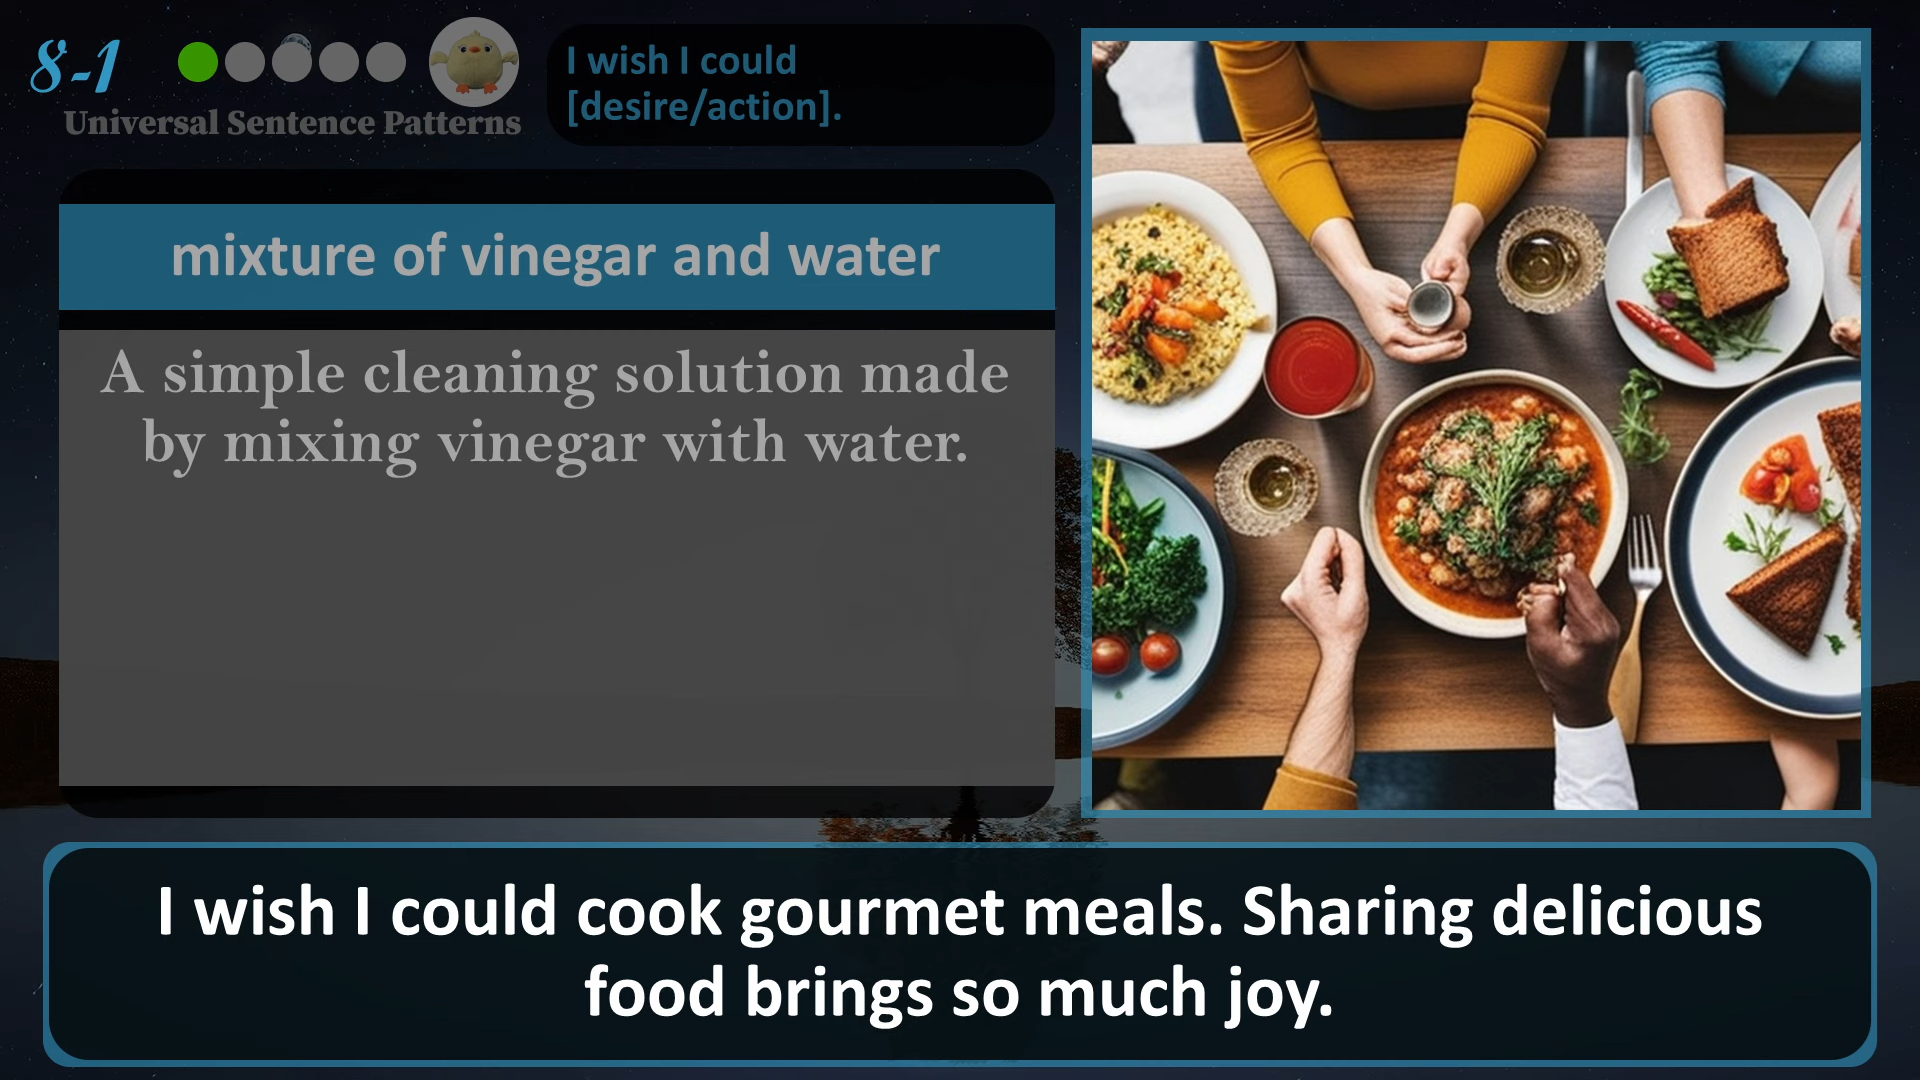 8-1
Universal Sentence Patterns
I wish I could
[desire/action].
mixture of vinegar and water
A simple cleaning solution made
by mixing vinegar with water.
I wish I could cook gourmet meals. Sharing delicious
food brings so much joy.